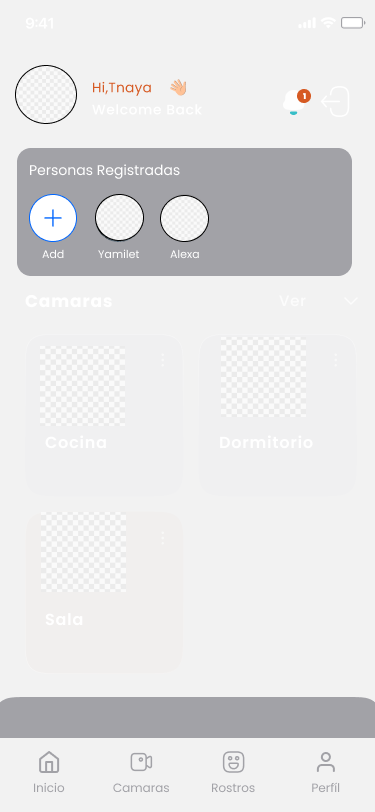 9:41
Hi,Tnaya 👋🏻
Welcome Back
1
Personas Registradas
Add Yamilet Alexa
Camaras Ver
Cocina Dormitorio
Sala
Inicio Camaras Rostros Perfil